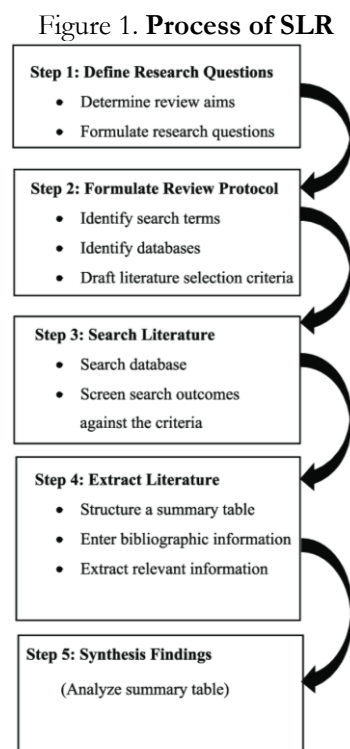 Figure 1. Process of SLR
Step 1: Define Research Questions
• Determine review aims
• Formulate research questions
Step 2: Formulate Review Protocol
• Identify search terms
• Identify databases
• Draft literature selection criteria
Step 3: Search Literature
• Search database
• Screen search outcomes
against the criteria
Step 4: Extract Literature
• Structure a summary table
• Enter bibliographic information
• Extract relevant information
Step 5: Synthesis Findings
(Analyze summary table)